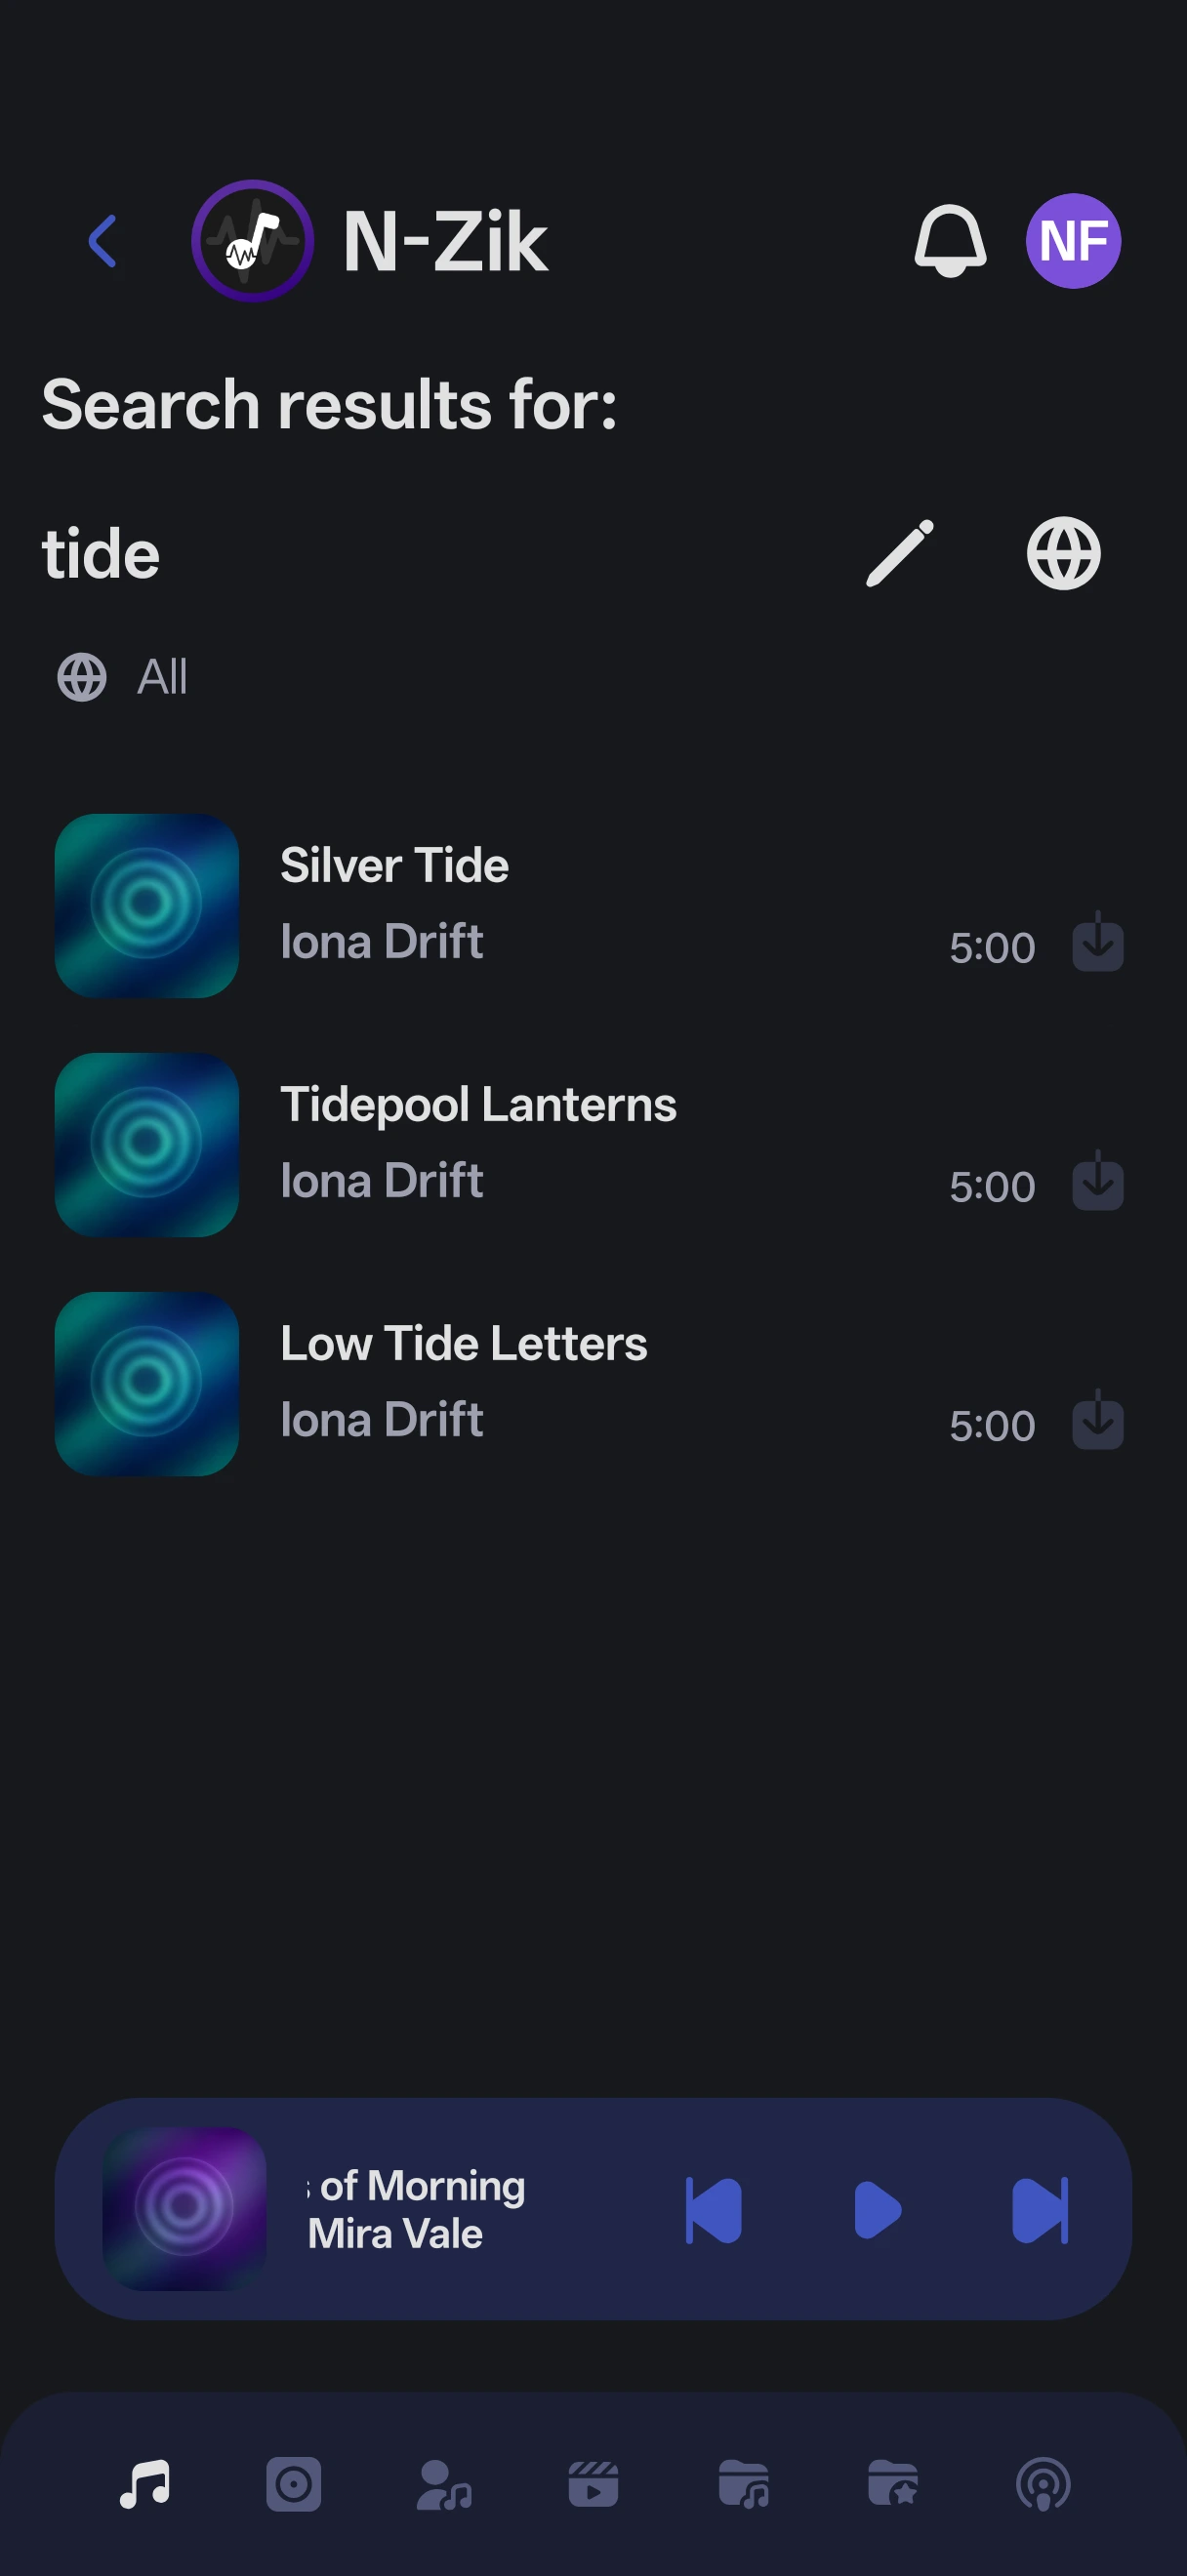 N-Zik
NF
Search results for:
tide
All
Silver Tide
Iona Drift
5:00
Tidepool Lanterns
Iona Drift
5:00
Low Tide Letters
Iona Drift
5:00
of Morning
Mira Vale